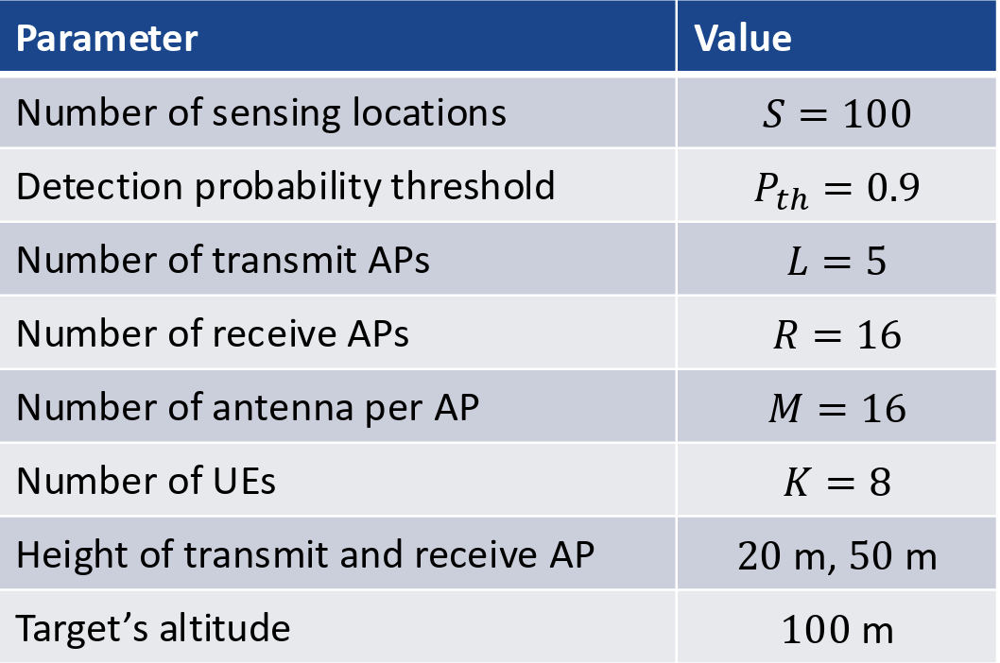 Parameter Value
Number of sensing locations S = 100
Detection probability threshold P_th = 0.9
Number of transmit APs L = 5
Number of receive APs R = 16
Number of antenna per AP M = 16
Number of UEs K = 8
Height of transmit and receive AP 20 m, 50 m
Target's altitude 100 m